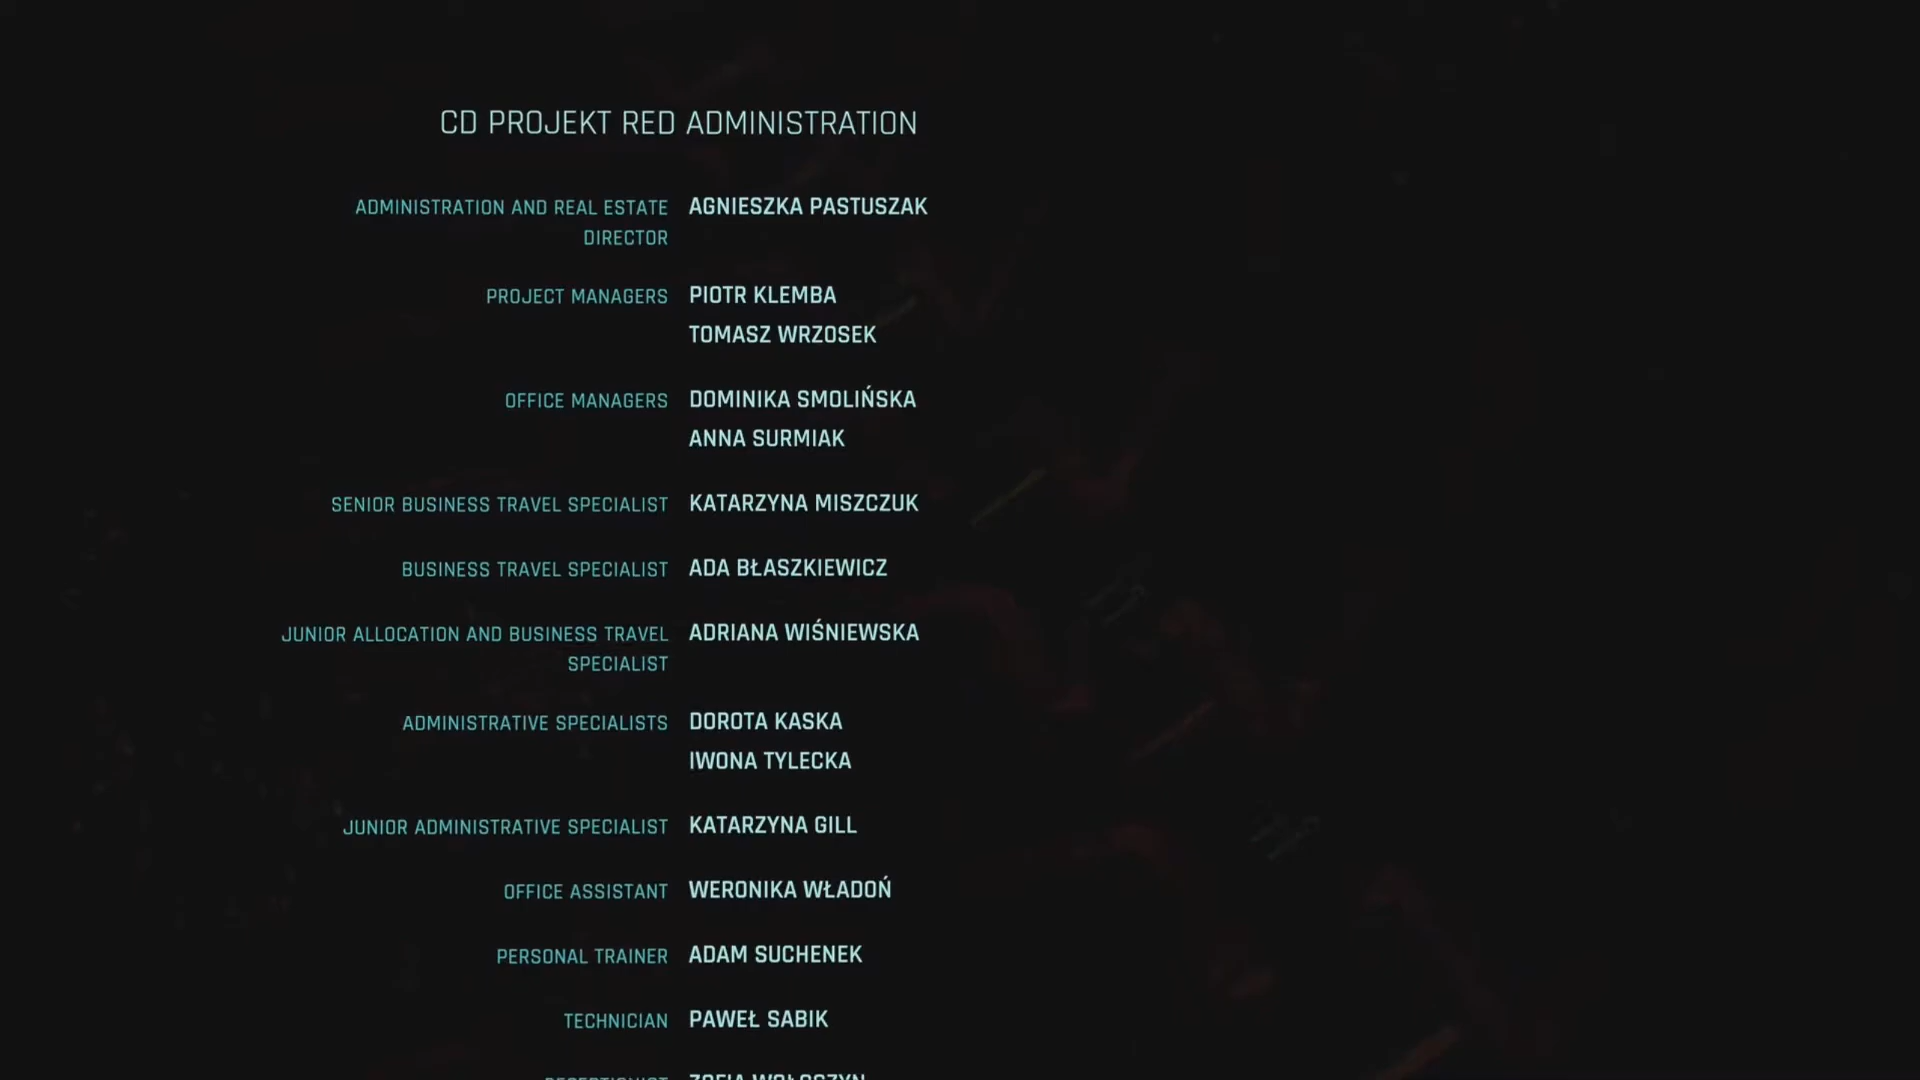 CD PROJEKT RED ADMINISTRATION
ADMINISTRATION AND REAL ESTATE AGNIESZKA PASTUSZAK
DIRECTOR
PROJECT MANAGERS PIOTR KLEMBA
TOMASZ WRZOSEK
OFFICE MANAGERS DOMINIKA SMOLIŃSKA
ANNA SURMIAK
SENIOR BUSINESS TRAVEL SPECIALIST KATARZYNA MISZCZUK
BUSINESS TRAVEL SPECIALIST ADA BŁASZKIEWICZ
JUNIOR ALLOCATION AND BUSINESS TRAVEL ADRIANA WIŚNIEWSKA
SPECIALIST
ADMINISTRATIVE SPECIALISTS DOROTA KASKA
IWONA TYLECKA
JUNIOR ADMINISTRATIVE SPECIALIST KATARZYNA GILL
OFFICE ASSISTANT WERONIKA WŁADOŃ
PERSONAL TRAINER ADAM SUCHENEK
TECHNICIAN PAWEŁ SABIK
RECEPTIONIST ZOFIA WOŁOSZYN